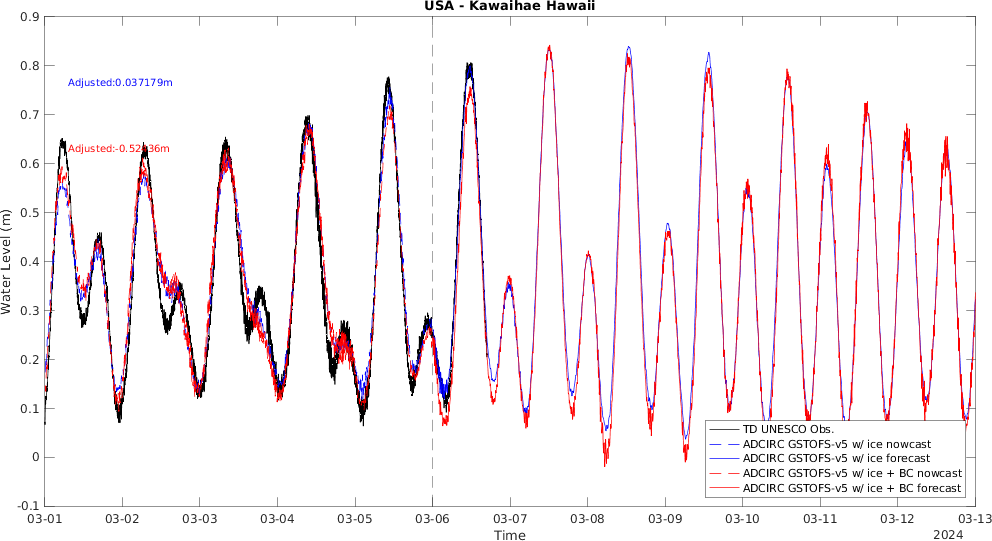 USA - Kawaihae Hawaii
0.9
0.8
0.7
0.6
0.5
0.4
0.3
0.2
0.1
0
-0.1
Water Level (m)
Adjusted:0.037179m
TD UNESCO Obs.
ADCIRC GSTOFS-v5 w/ ice nowcast
ADCIRC GSTOFS-v5 w/ ice forecast
ADCIRC GSTOFS-v5 w/ ice + BC nowcast
ADCIRC GSTOFS-v5 w/ ice + BC forecast
03-01 03-02 03-03 03-04 03-05 03-06 03-07 03-08 03-09 03-10 03-11 03-12 03-13
Time
2024